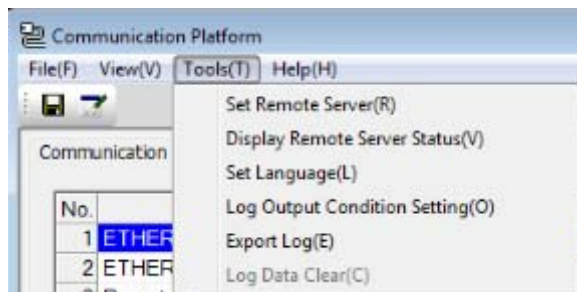 Communication Platform
File(F) View(V) Tools(T) Help(H)
Set Remote Server(R)
Display Remote Server Status(V)
Communication
Set Language(L)
No.
Log Output Condition Setting(O)
1 ETHER
Export Log(E)
2 ETHER
Log Data Clear(C)